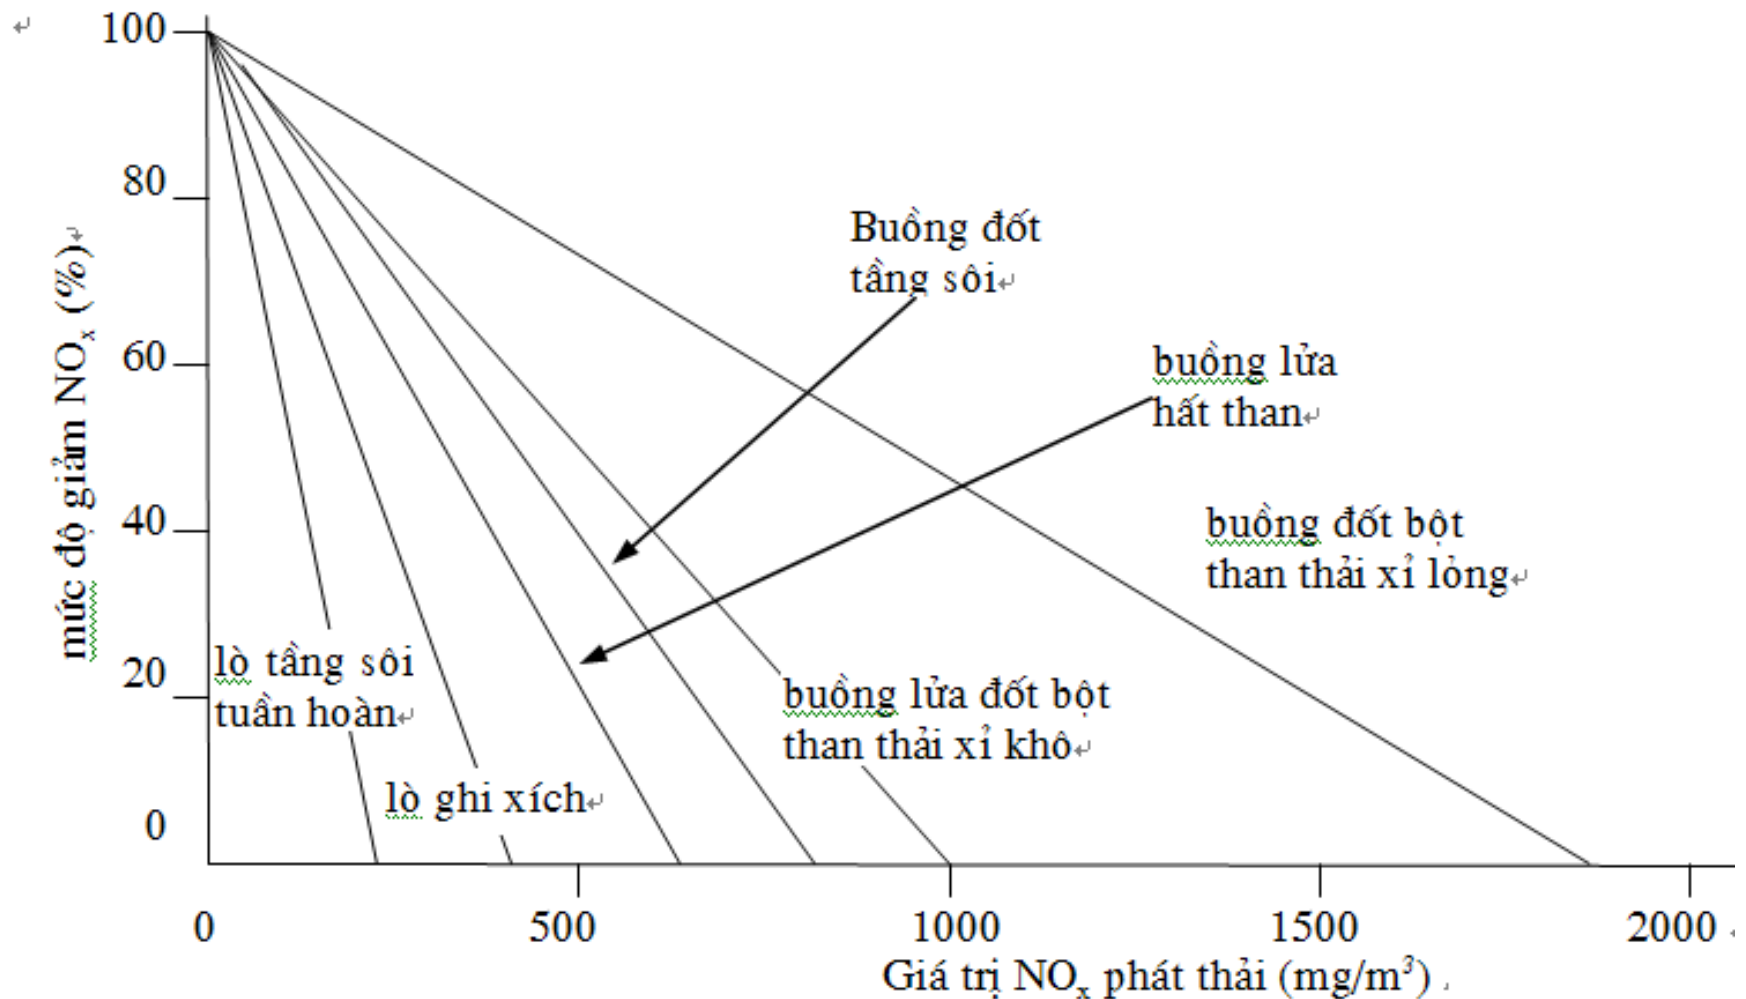 100
80
60
40
20
0
mức độ giảm NOx (%)
Buồng đốt
tầng sôi
buồng lửa
hất than
buồng đốt bột
than thải xỉ lỏng
lò tầng sôi
tuần hoàn
buồng lửa đốt bột
than thải xỉ khô
lò ghi xích
0 500 1000 1500 2000
Giá trị NOx phát thải (mg/m³)